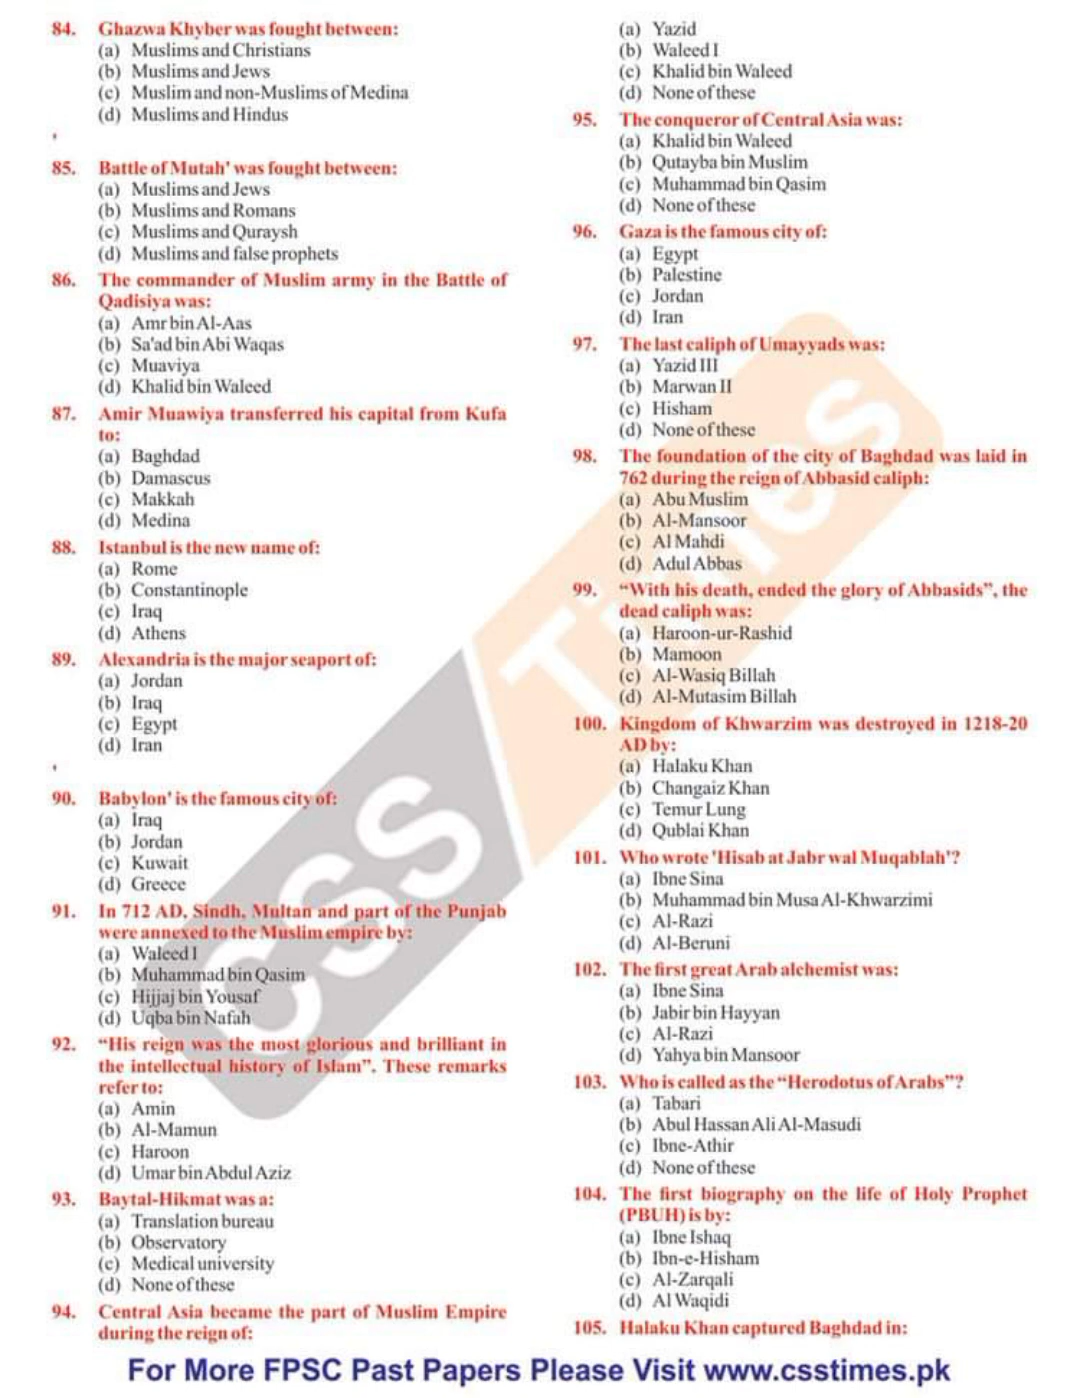 84. Ghazwa Khyber was fought between:
(a) Muslims and Christians
(b) Muslims and Jews
(c) Muslim and non-Muslims of Medina
(d) Muslims and Hindus
85. Battle of Mutah' was fought between:
(a) Muslims and Jews
(b) Muslims and Romans
(c) Muslims and Quraysh
(d) Muslims and false prophets
86. The commander of Muslim army in the Battle of
Qadisiya was:
(a) Amr bin Al-Aas
(b) Sa'ad bin Abi Waqas
(c) Muaviya
(d) Khalid bin Waleed
87. Amir Muawiya transferred his capital from Kufa
to:
(a) Baghdad
(b) Damascus
(c) Makkah
(d) Medina
88. Istanbul is the new name of:
(a) Rome
(b) Constantinople
(c) Iraq
(d) Athens
89. Alexandria is the major seaport of:
(a) Jordan
(b) Iraq
(c) Egypt
(d) Iran
90. Babylon' is the famous city of:
(a) Iraq
(b) Jordan
(c) Kuwait
(d) Greece
91. In 712 AD, Sindh, Multan and part of the Punjab
were annexed to the Muslim empire by:
(a) Waleed I
(b) Muhammad bin Qasim
(c) Hijjaj bin Yousaf
(d) Uqba bin Nafah
92. “His reign was the most glorious and brilliant in
the intellectual history of Islam”. These remarks
refer to:
(a) Amin
(b) Al-Mamun
(c) Haroon
(d) Umar bin Abdul Aziz
93. Baytal-Hikmat was a:
(a) Translation bureau
(b) Observatory
(c) Medical university
(d) None of these
94. Central Asia became the part of Muslim Empire
during the reign of:
(a) Yazid
(b) Waleed I
(c) Khalid bin Waleed
(d) None of these
95. The conqueror of Central Asia was:
(a) Khalid bin Waleed
(b) Qutayba bin Muslim
(c) Muhammad bin Qasim
(d) None of these
96. Gaza is the famous city of:
(a) Egypt
(b) Palestine
(c) Jordan
(d) Iran
97. The last caliph of Umayyads was:
(a) Yazid III
(b) Marwan II
(c) Hisham
(d) None of these
98. The foundation of the city of Baghdad was laid in
762 during the reign of Abbasid caliph:
(a) Abu Muslim
(b) Al-Mansoor
(c) Al Mahdi
(d) Adul Abbas
99. “With his death, ended the glory of Abbasids”, the
dead caliph was:
(a) Haroon-ur-Rashid
(b) Mamoon
(c) Al-Wasiq Billah
(d) Al-Mutasim Billah
100. Kingdom of Khwarzim was destroyed in 1218-20
AD by:
(a) Halaku Khan
(b) Changaiz Khan
(c) Temur Lung
(d) Qublai Khan
101. Who wrote 'Hisab at Jabr wal Muqablah'?
(a) Ibne Sina
(b) Muhammad bin Musa Al-Khwarzimi
(c) Al-Razi
(d) Al-Beruni
102. The first great Arab alchemist was:
(a) Ibne Sina
(b) Jabir bin Hayyan
(c) Al-Razi
(d) Yahya bin Mansoor
103. Who is called as the “Herodotus of Arabs”?
(a) Tabari
(b) Abul Hassan Ali Al-Masudi
(c) Ibne-Athir
(d) None of these
104. The first biography on the life of Holy Prophet
(PBUH) is by:
(a) Ibne Ishaq
(b) Ibn-e-Hisham
(c) Al-Zarqali
(d) Al Waqidi
105. Halaku Khan captured Baghdad in:
CSS Times
For More FPSC Past Papers Please Visit www.csstimes.pk